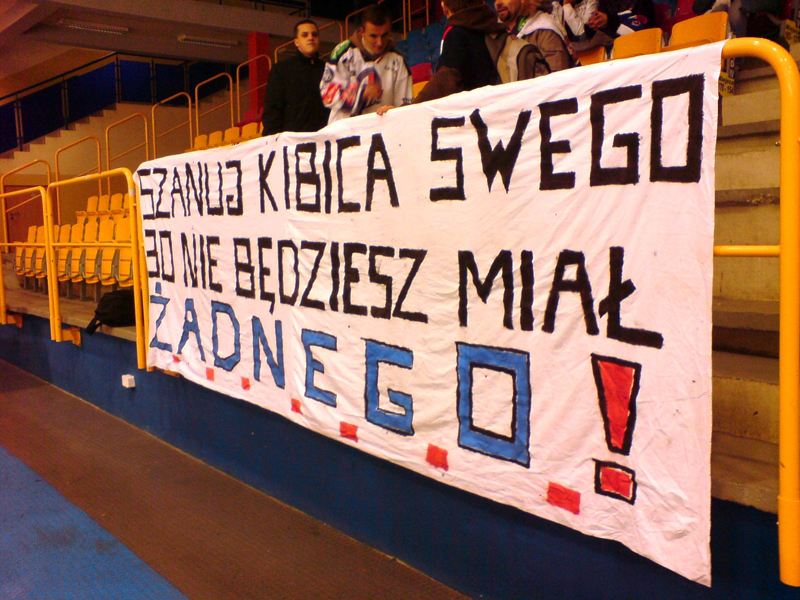 SZANUJ KIBICA SWEGO
BO NIE BĘDZIESZ MIAŁ
ŻADNEGO!